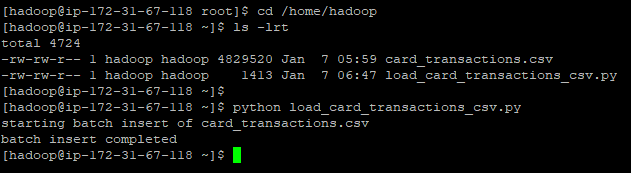 [hadoop@ip-172-31-67-118 root]$ cd /home/hadoop
[hadoop@ip-172-31-67-118 ~]$ ls -lrt
total 4724
-rw-rw-r-- 1 hadoop hadoop 4829520 Jan  7 05:59 card_transactions.csv
-rw-rw-r-- 1 hadoop hadoop    1413 Jan  7 06:47 load_card_transactions_csv.py
[hadoop@ip-172-31-67-118 ~]$
[hadoop@ip-172-31-67-118 ~]$ python load_card_transactions_csv.py
starting batch insert of card_transactions.csv
batch insert completed
[hadoop@ip-172-31-67-118 ~]$